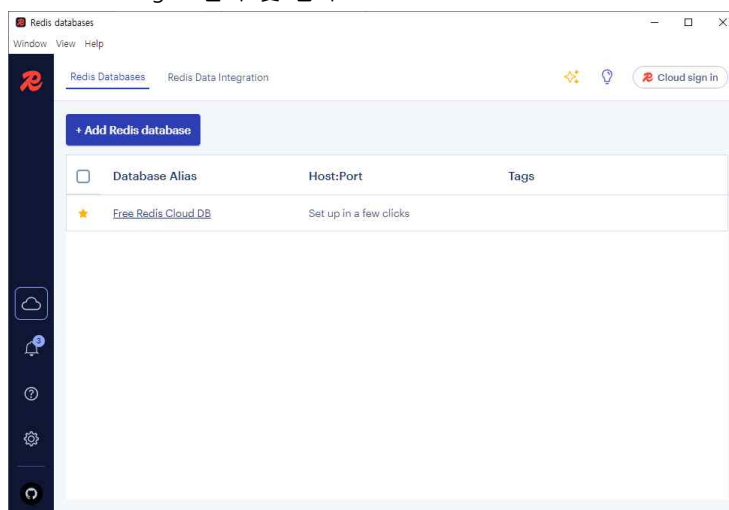 Redis databases
Window View Help
Redis Databases Redis Data Integration Cloud sign in
+ Add Redis database
Database Alias Host:Port Tags
Free Redis Cloud DB Set up in a few clicks
3